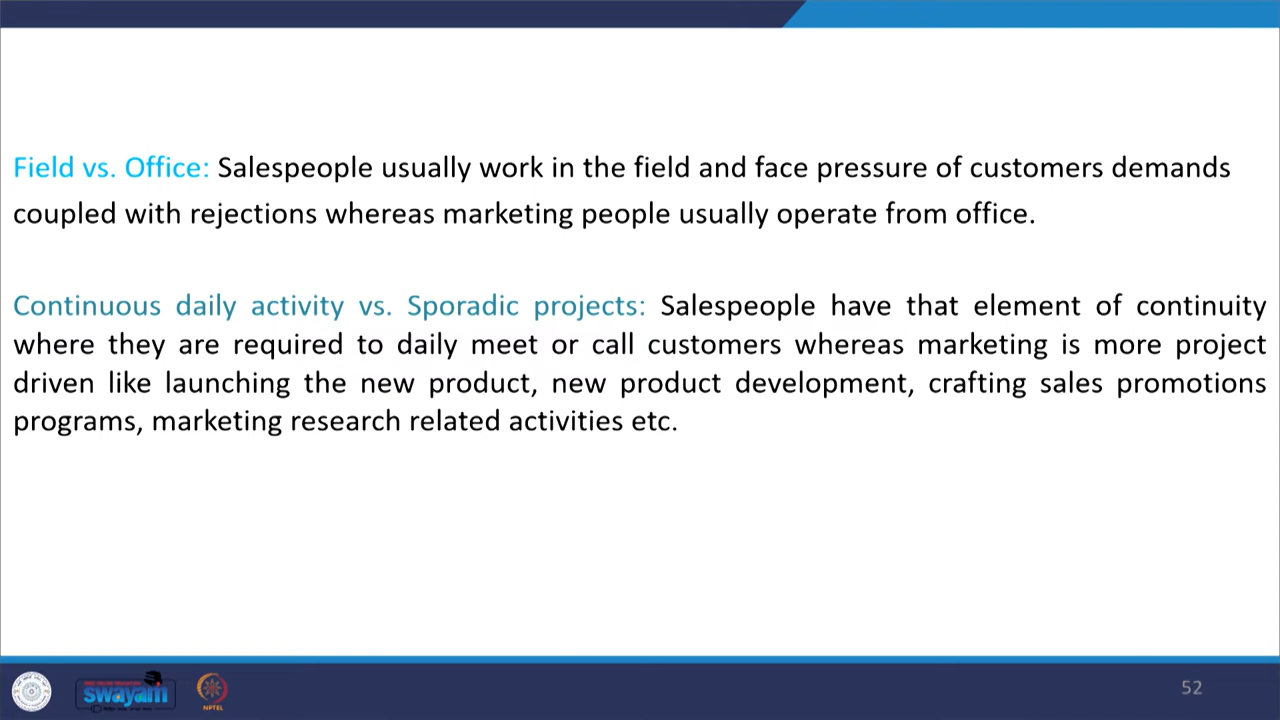 Field vs. Office: Salespeople usually work in the field and face pressure of customers demands
coupled with rejections whereas marketing people usually operate from office.
Continuous daily activity vs. Sporadic projects: Salespeople have that element of continuity
where they are required to daily meet or call customers whereas marketing is more project
driven like launching the new product, new product development, crafting sales promotions
programs, marketing research related activities etc.
swayam
NPTEL
52